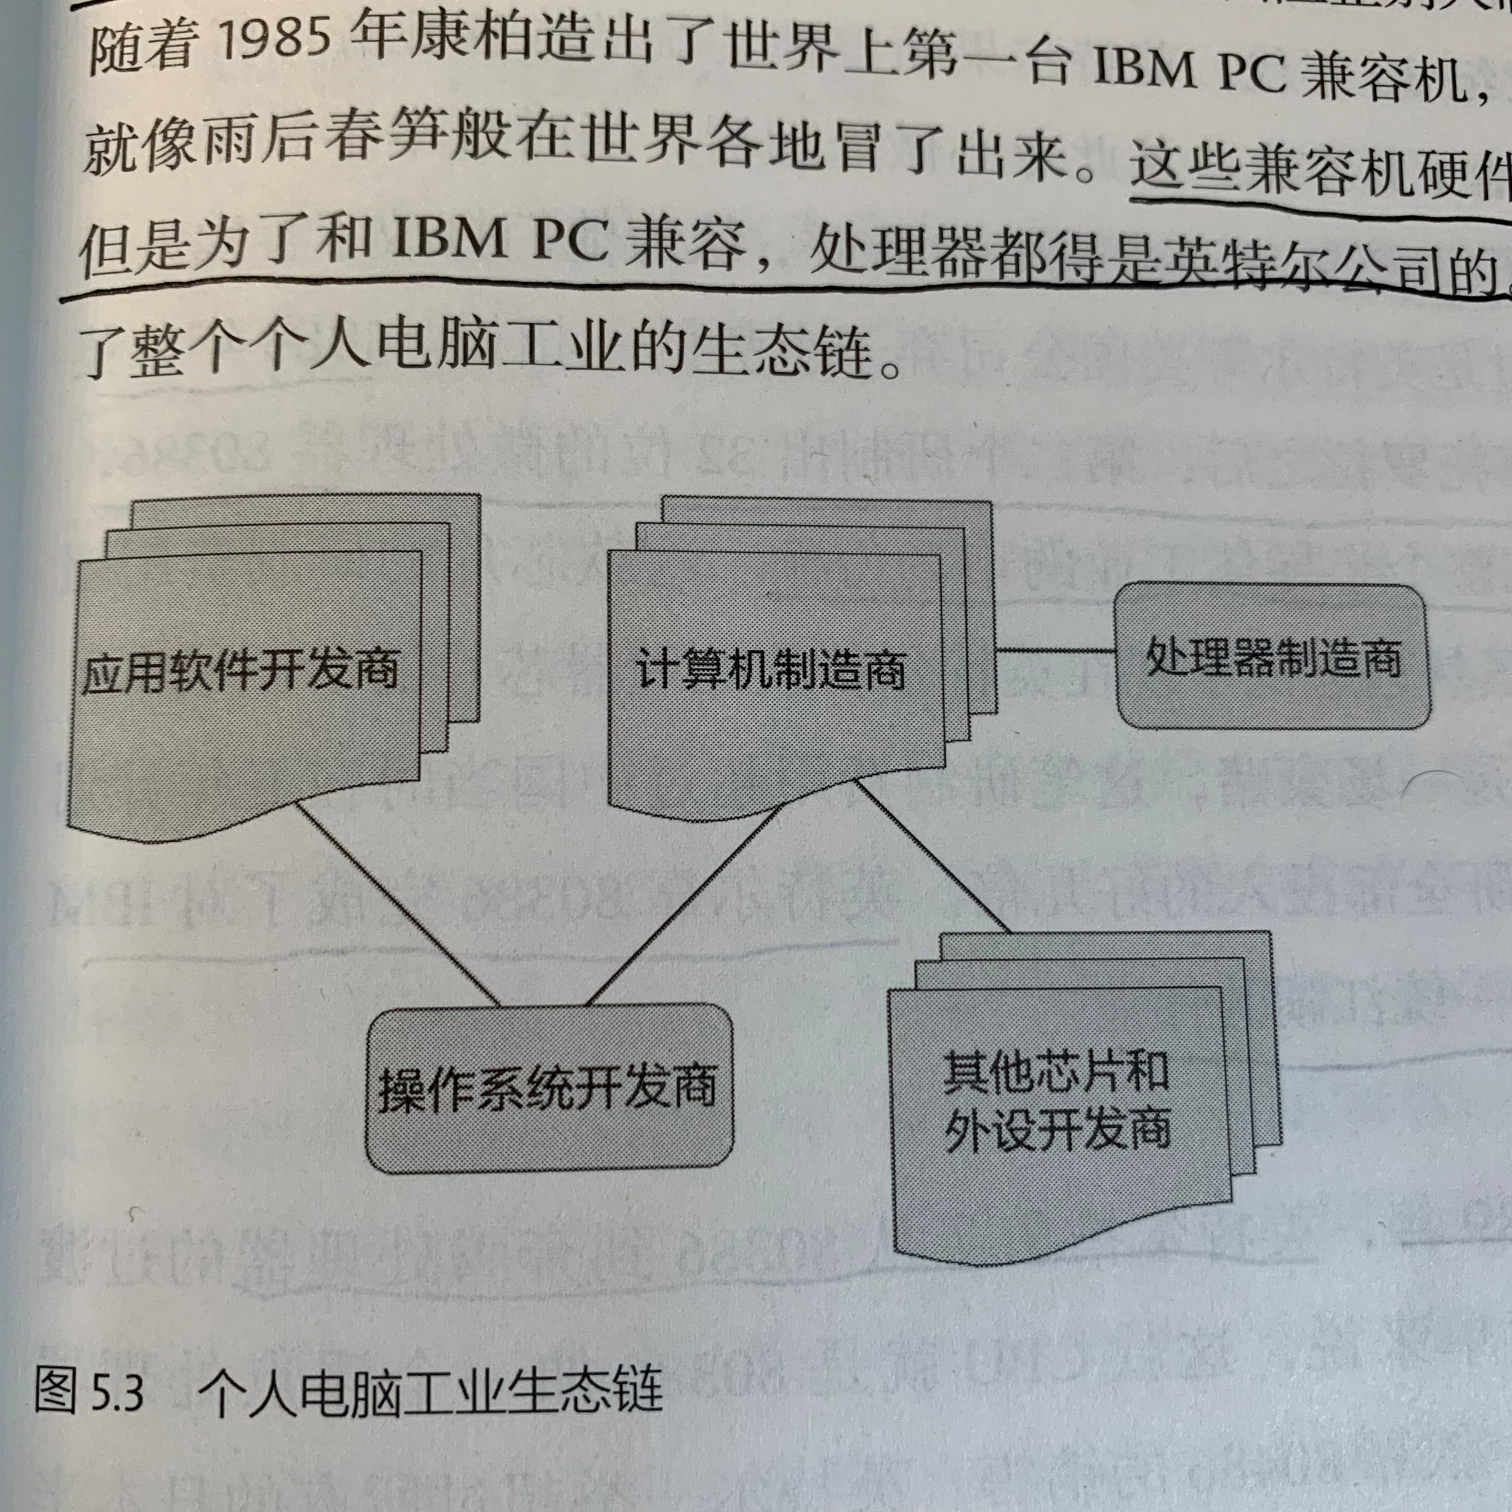 随着 1985 年康柏造出了世界上第一台 IBM PC 兼容机，
就像雨后春笋般在世界各地冒了出来。这些兼容机硬件
但是为了和 IBM PC 兼容，处理器都得是英特尔公司的
了整个个人电脑工业的生态链。
应用软件开发商
计算机制造商
处理器制造商
操作系统开发商
其他芯片和
外设开发商
图 5.3 个人电脑工业生态链